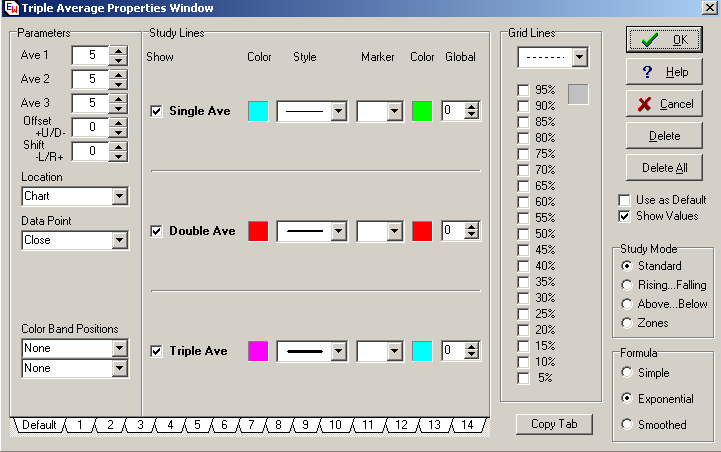 EW Triple Average Properties Window
Parameters
Ave 1 5
Ave 2 5
Ave 3 5
Offset
+U/D- 0
Shift
-L/R+ 0
Location
Chart
Data Point
Close
Color Band Positions
None
None
Study Lines
Show Color Style Marker Color Global
Single Ave 0
Double Ave 0
Triple Ave 0
Grid Lines
95%
90%
85%
80%
75%
70%
65%
60%
55%
50%
45%
40%
35%
30%
25%
20%
15%
10%
5%
OK
? Help
Cancel
Delete
Delete All
Use as Default
Show Values
Study Mode
Standard
Rising...Falling
Above...Below
Zones
Formula
Simple
Exponential
Smoothed
Default 1 2 3 4 5 6 7 8 9 10 11 12 13 14
Copy Tab